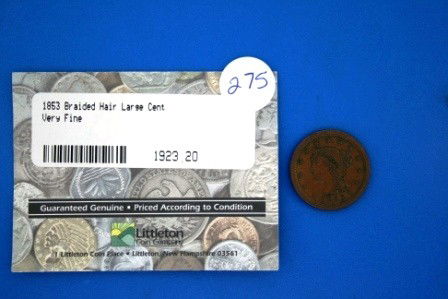 275
1853 Braided Hair Large Cent
Very Fine
1923 20
Guaranteed Genuine • Priced According to Condition
Littleton
Coin Company
1 Littleton Coin Place • Littleton, New Hampshire 03561